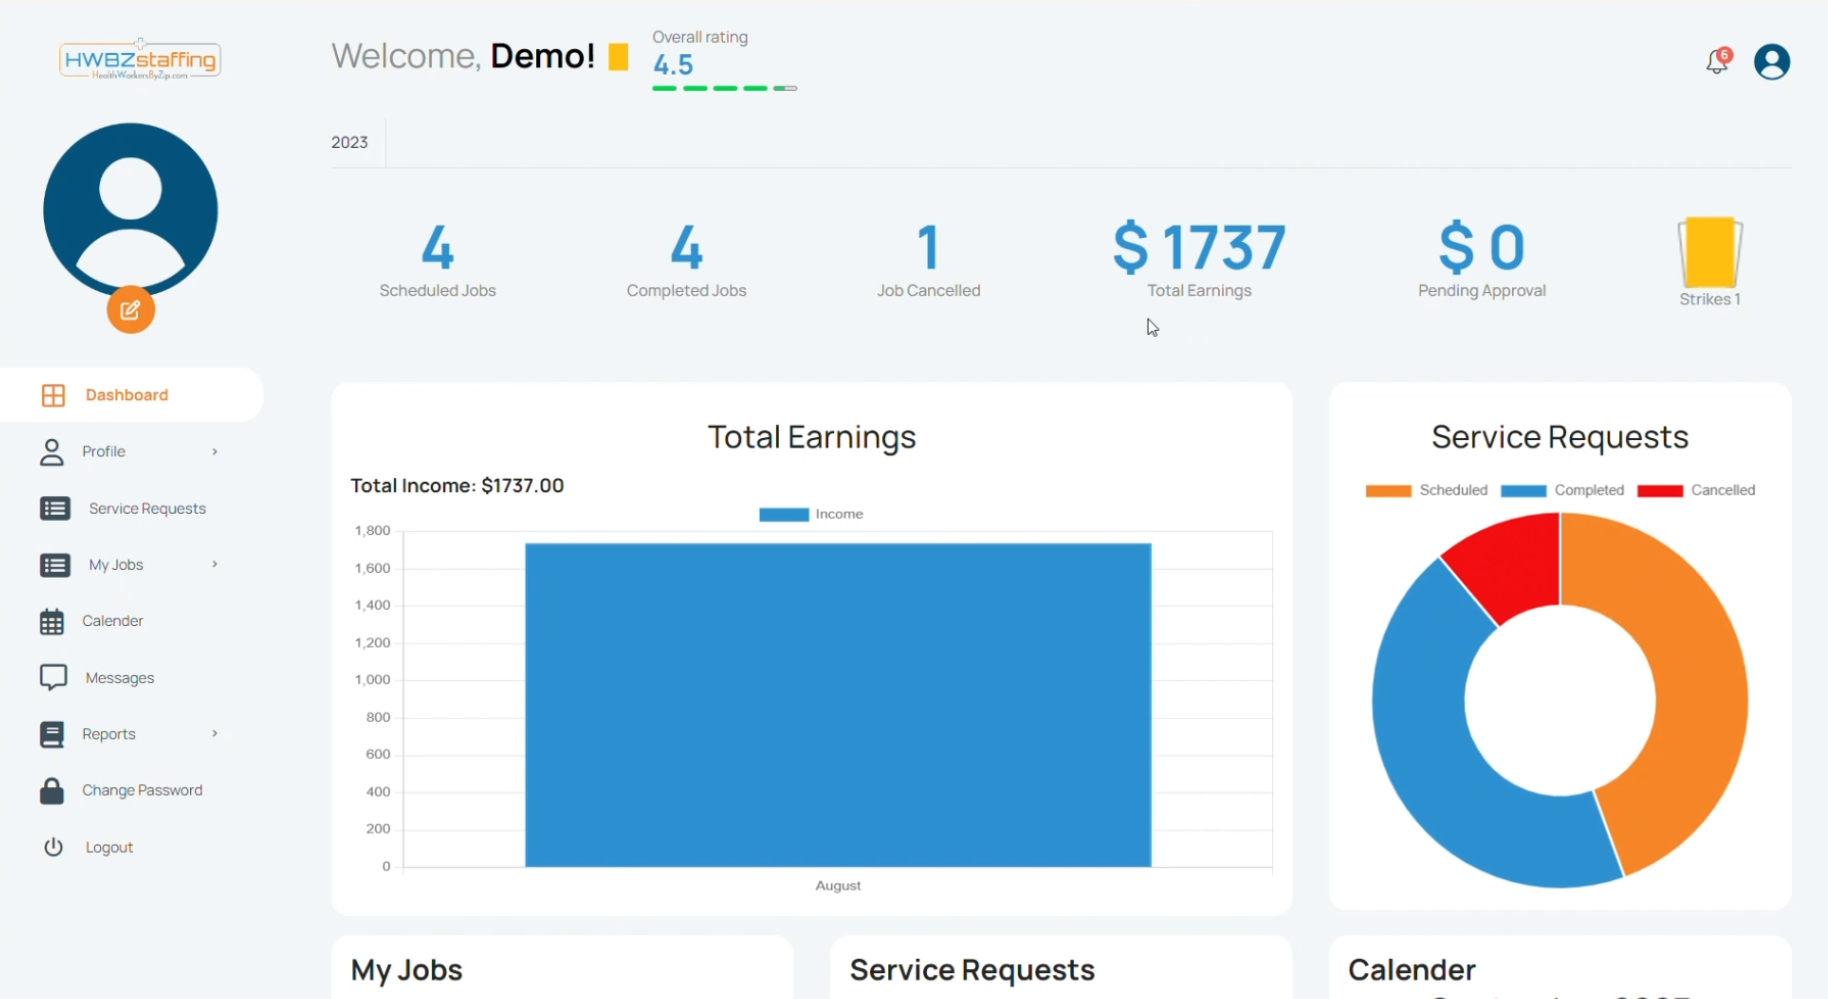 HWBZstaffing
HealthWorkersByZip.com
Welcome, Demo!
Overall rating
4.5
6
2023
4
Scheduled Jobs
4
Completed Jobs
1
Job Cancelled
$ 1737
Total Earnings
$ 0
Pending Approval
Strikes 1
Dashboard
Profile
Service Requests
My Jobs
Calender
Messages
Reports
Change Password
Logout
Total Earnings
Total Income: $1737.00
Income
1,800
1,600
1,400
1,200
1,000
800
600
400
200
0
August
Service Requests
Scheduled Completed Cancelled
My Jobs
Service Requests
Calender